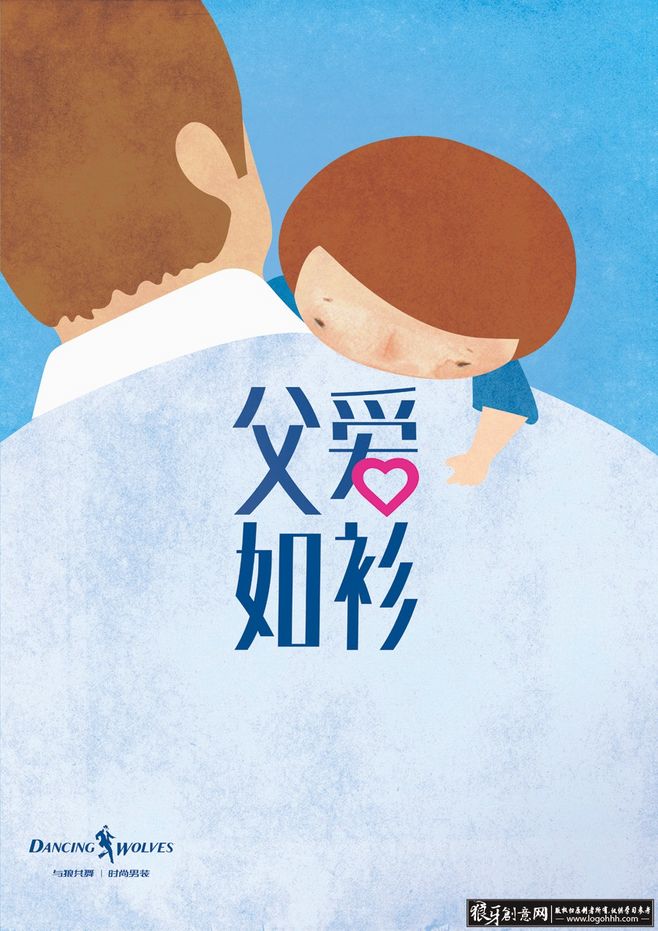 父爱
如衫
DANCING WOLVES
与狼共舞 | 时尚男装
狼牙创意网
版权归原创者所有,仅供学习参考
www.logohhh.com